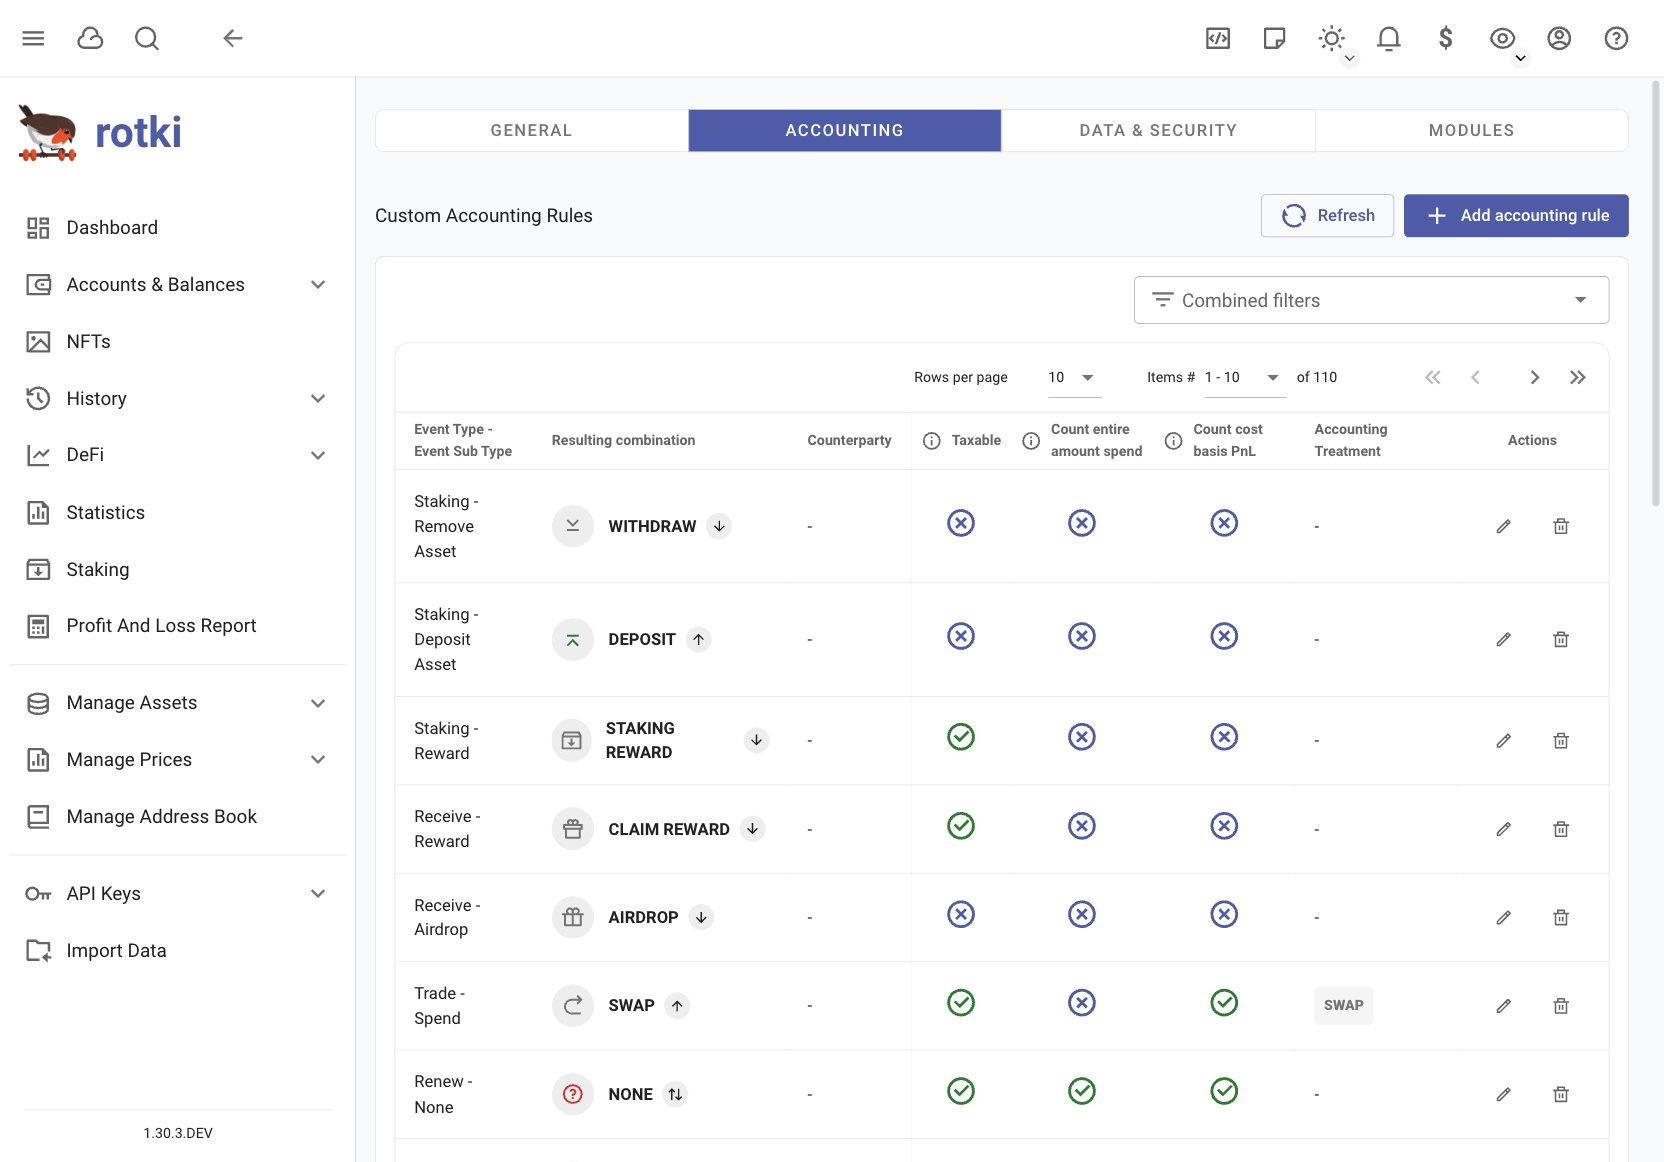 GENERAL
ACCOUNTING
DATA & SECURITY
MODULES
rotki
Dashboard
Accounts & Balances
NFTs
History
DeFi
Statistics
Staking
Profit And Loss Report
Manage Assets
Manage Prices
Manage Address Book
API Keys
Import Data
1.30.3.DEV
Custom Accounting Rules
Refresh
Add accounting rule
Combined filters
Rows per page 10 Items # 1 - 10 of 110
Event Type -
Event Sub Type
Resulting combination
Counterparty
Taxable
Count entire
amount spend
Count cost
basis PnL
Accounting
Treatment
Actions
Staking -
Remove
Asset
WITHDRAW
-
-
Staking -
Deposit
Asset
DEPOSIT
-
-
Staking -
Reward
STAKING
REWARD
-
-
Receive -
Reward
CLAIM REWARD
-
-
Receive -
Airdrop
AIRDROP
-
-
Trade -
Spend
SWAP
-
SWAP
Renew -
None
NONE
-
-